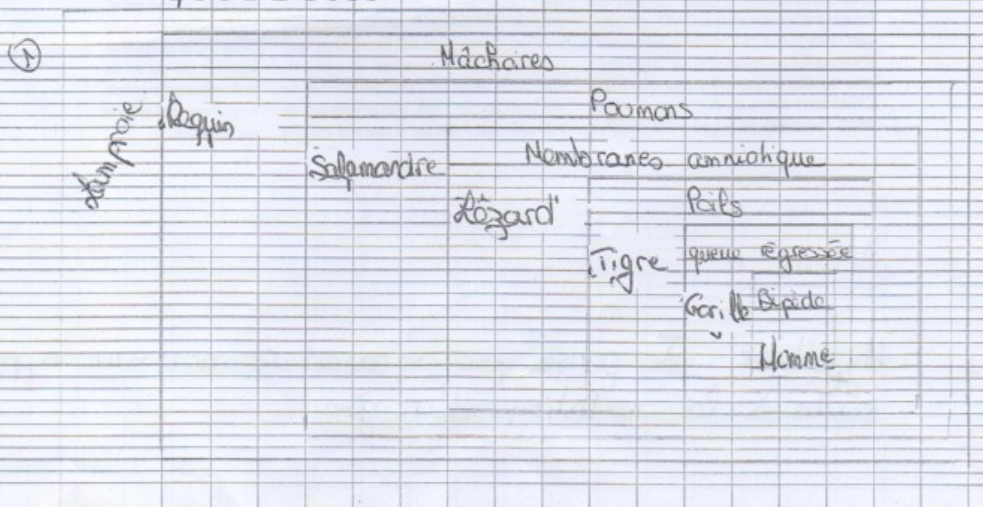 1
Mâchoires
Poumons
Lamproie
Requin
Membranes amniotique
Salamandre
Poils
Lézard
queue régressée
Tigre
Gorille
Bipède
Homme